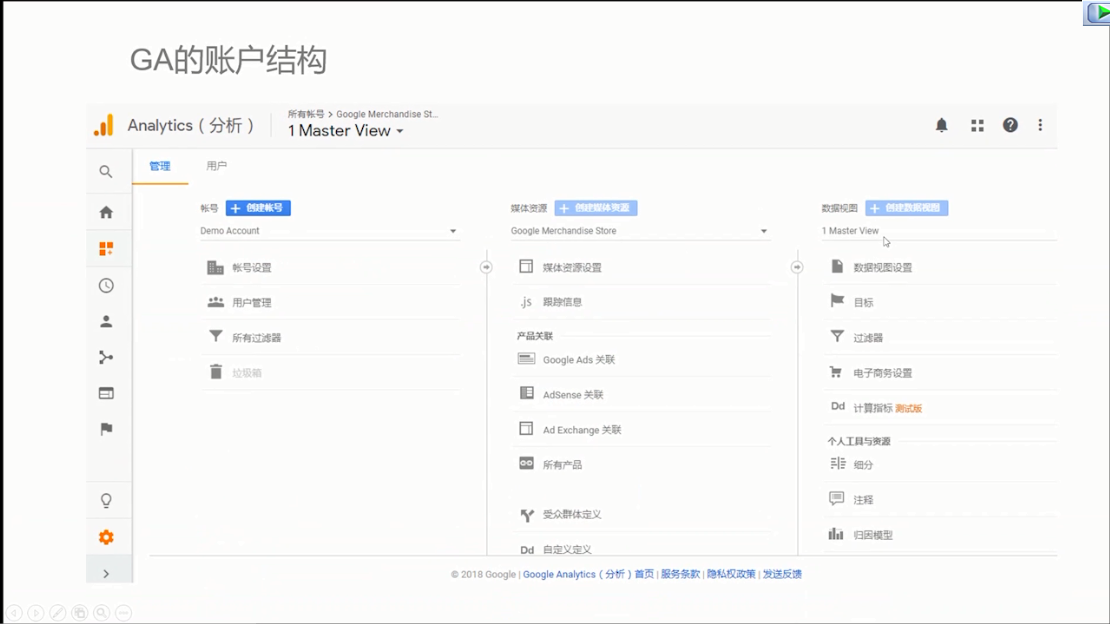 GA的账户结构
Analytics（分析）
所有帐号 > Google Merchandise St...
1 Master View
管理
用户
帐号
+ 创建帐号
Demo Account
帐号设置
用户管理
所有过滤器
垃圾箱
媒体资源
+ 创建媒体资源
Google Merchandise Store
媒体资源设置
.js 跟踪信息
产品关联
Google Ads 关联
AdSense 关联
Ad Exchange 关联
所有产品
受众群体定义
Dd 自定义定义
数据视图
+ 创建数据视图
1 Master View
数据视图设置
目标
过滤器
电子商务设置
Dd 计算指标 测试版
个人工具与资源
细分
注释
归因模型
© 2018 Google | Google Analytics（分析）首页 | 服务条款 | 隐私权政策 | 发送反馈